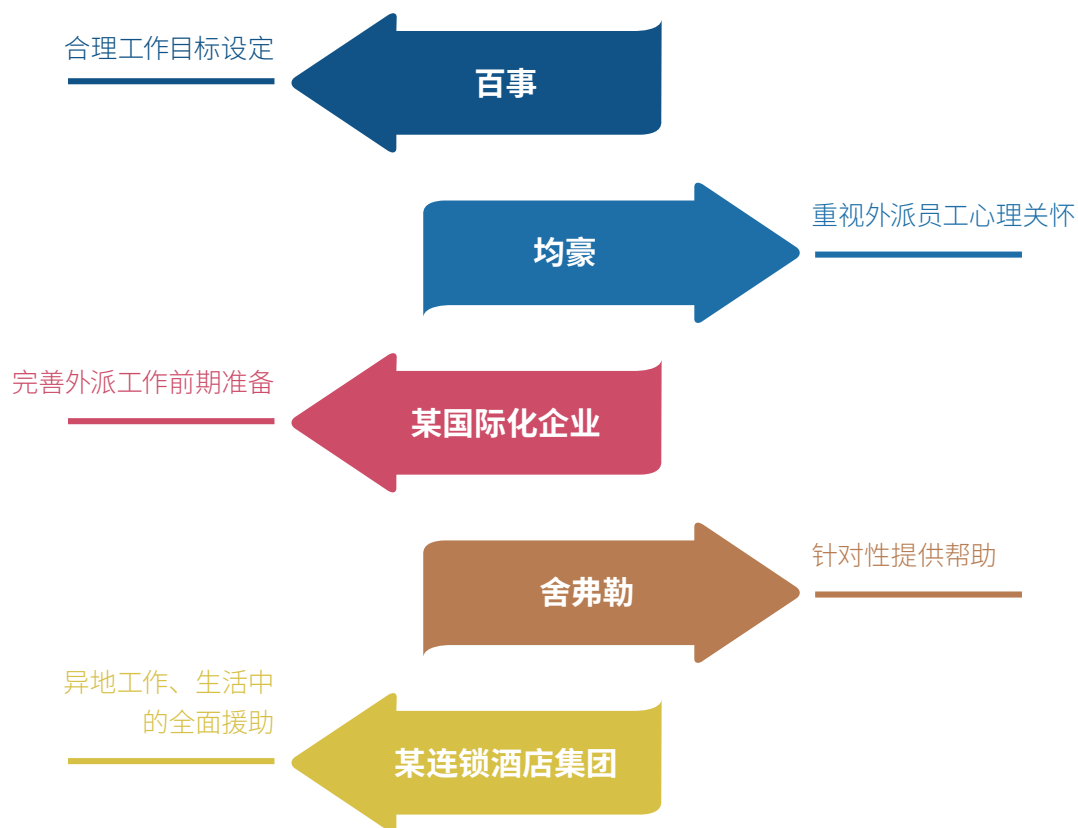 合理工作目标设定
百事
均豪
重视外派员工心理关怀
完善外派工作前期准备
某国际化企业
舍弗勒
针对性提供帮助
异地工作、生活中
的全面援助
某连锁酒店集团